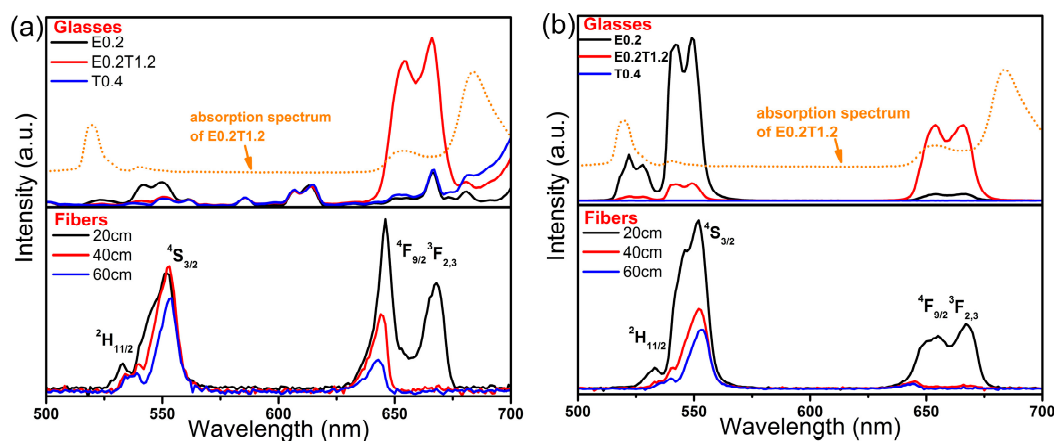 (a)
Glasses
E0.2
E0.2T1.2
T0.4
absorption spectrum
of E0.2T1.2
Intensity (a.u.)
Fibers
20cm
40cm
60cm
²H₁₁/₂
⁴S₃/₂
⁴F₉/₂ ³F₂,₃
500 550 600 650 700
Wavelength (nm)
(b)
Glasses
E0.2
E0.2T1.2
T0.4
absorption spectrum
of E0.2T1.2
Intensity (a.u.)
Fibers
20cm
40cm
60cm
²H₁₁/₂
⁴S₃/₂
⁴F₉/₂ ³F₂,₃
500 550 600 650 700
Wavelength (nm)